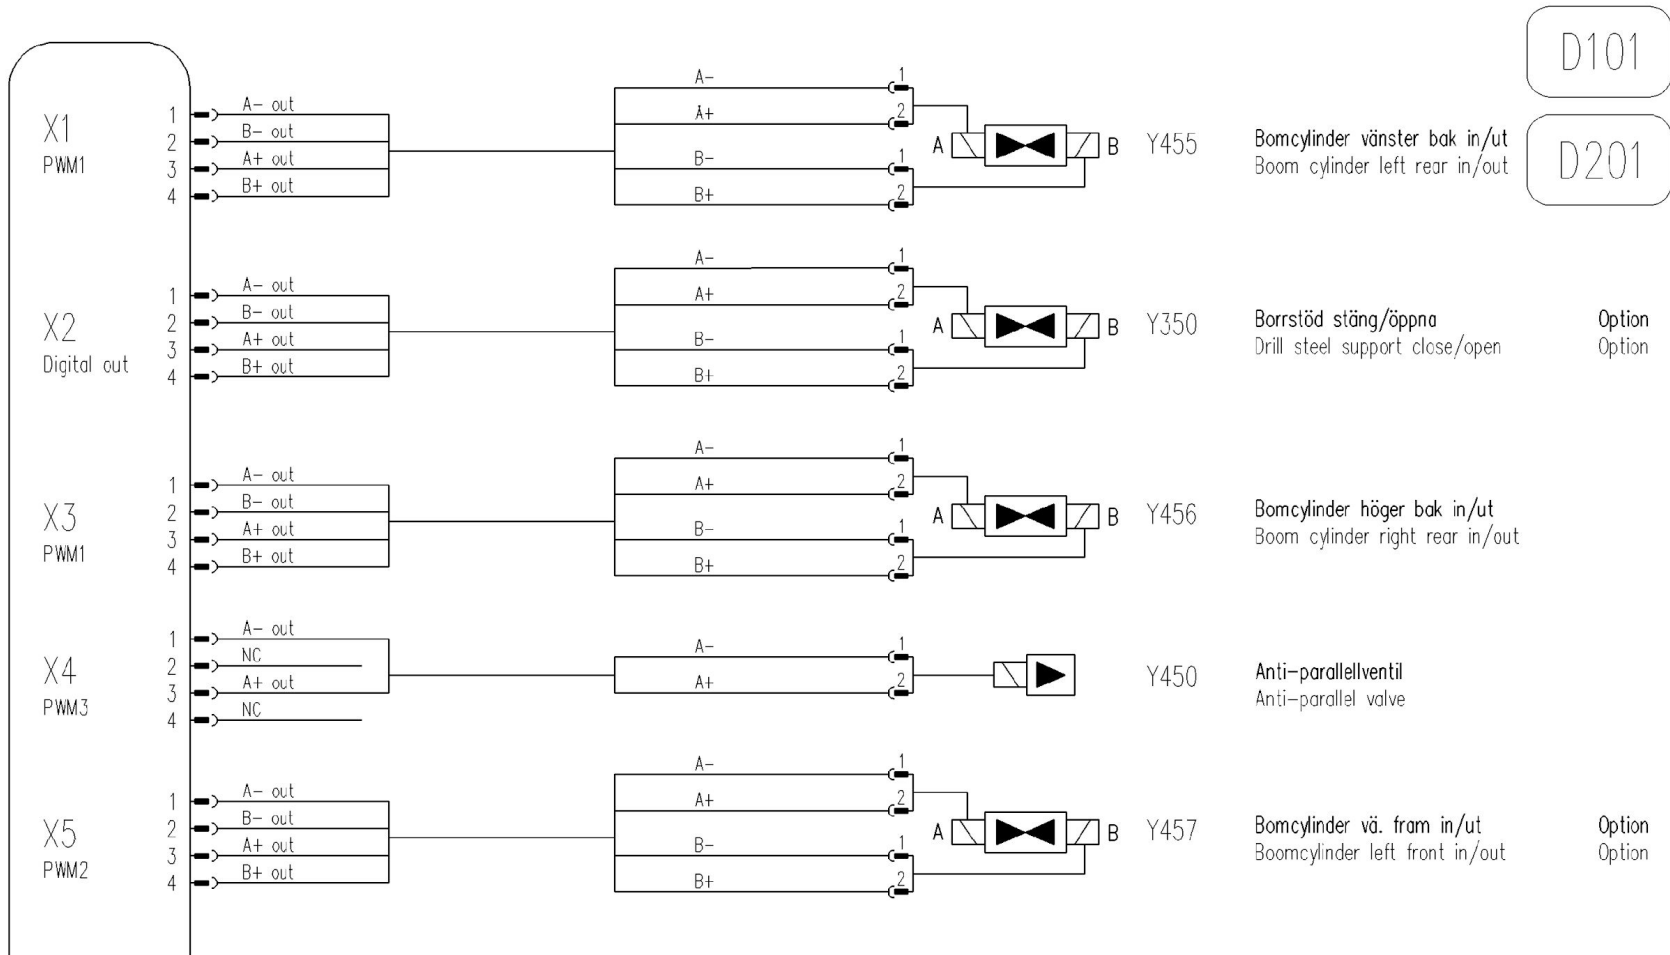 D101
D201
X1
PWM1
1 A- out
2 B- out
3 A+ out
4 B+ out
A- 1
A+ 2
B- 1
B+ 2
A B Y455
Bomcylinder vänster bak in/ut
Boom cylinder left rear in/out
X2
Digital out
1 A- out
2 B- out
3 A+ out
4 B+ out
A- 1
A+ 2
B- 1
B+ 2
A B Y350
Borrstöd stäng/öppna Option
Drill steel support close/open Option
X3
PWM1
1 A- out
2 B- out
3 A+ out
4 B+ out
A- 1
A+ 2
B- 1
B+ 2
A B Y456
Bomcylinder höger bak in/ut
Boom cylinder right rear in/out
X4
PWM3
1 A- out
2 NC
3 A+ out
4 NC
A- 1
A+ 2
Y450
Anti-parallellventil
Anti-parallel valve
X5
PWM2
1 A- out
2 B- out
3 A+ out
4 B+ out
A- 1
A+ 2
B- 1
B+ 2
A B Y457
Bomcylinder vä. fram in/ut Option
Boomcylinder left front in/out Option